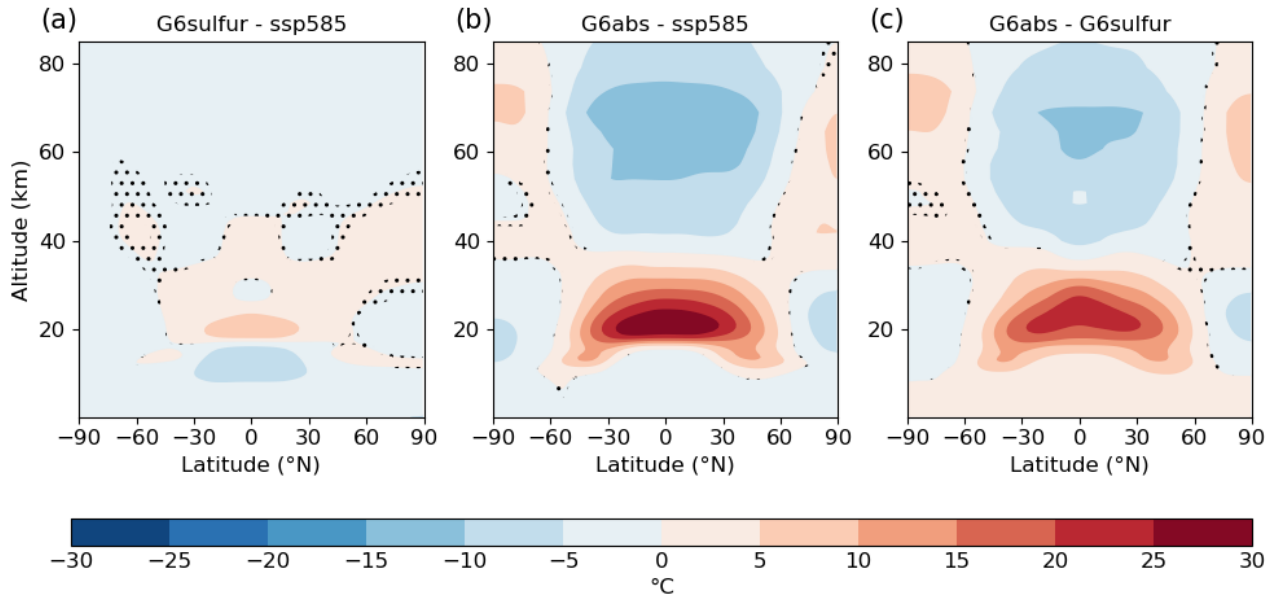 (a) G6sulfur - ssp585
(b) G6abs - ssp585
(c) G6abs - G6sulfur
Altitude (km)
80
60
40
20
80
60
40
20
80
60
40
20
−90 −60 −30 0 30 60 90
−90 −60 −30 0 30 60 90
−90 −60 −30 0 30 60 90
Latitude (°N)
Latitude (°N)
Latitude (°N)
−30 −25 −20 −15 −10 −5 0 5 10 15 20 25 30
°C